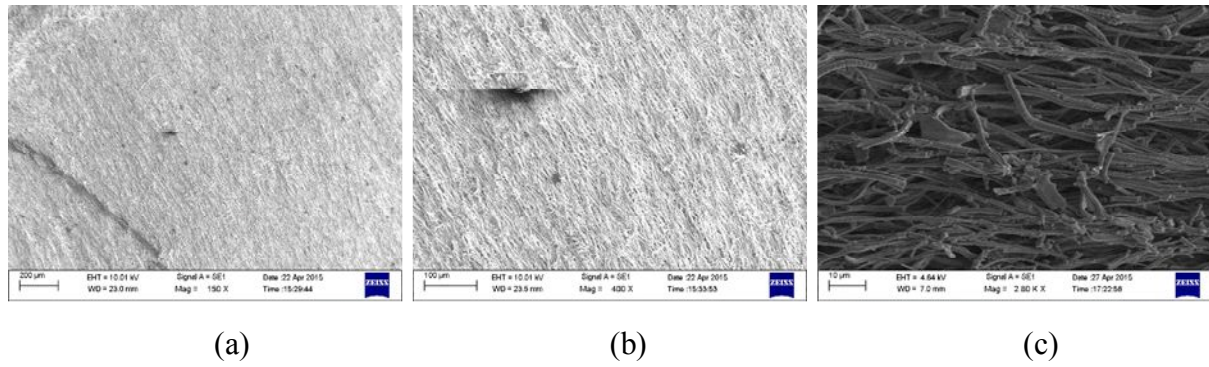 200 µm EHT = 10.01 kV Signal A = SE1 Date :22 Apr 2015
WD = 23.0 mm Mag = 150 X Time :15:29:44
ZEISS
100 µm EHT = 10.01 kV Signal A = SE1 Date :22 Apr 2015
WD = 23.5 mm Mag = 400 X Time :15:33:53
ZEISS
10 µm EHT = 4.64 kV Signal A = SE1 Date :27 Apr 2015
WD = 7.0 mm Mag = 2.80 K X Time :17:22:58
ZEISS
(a)
(b)
(c)